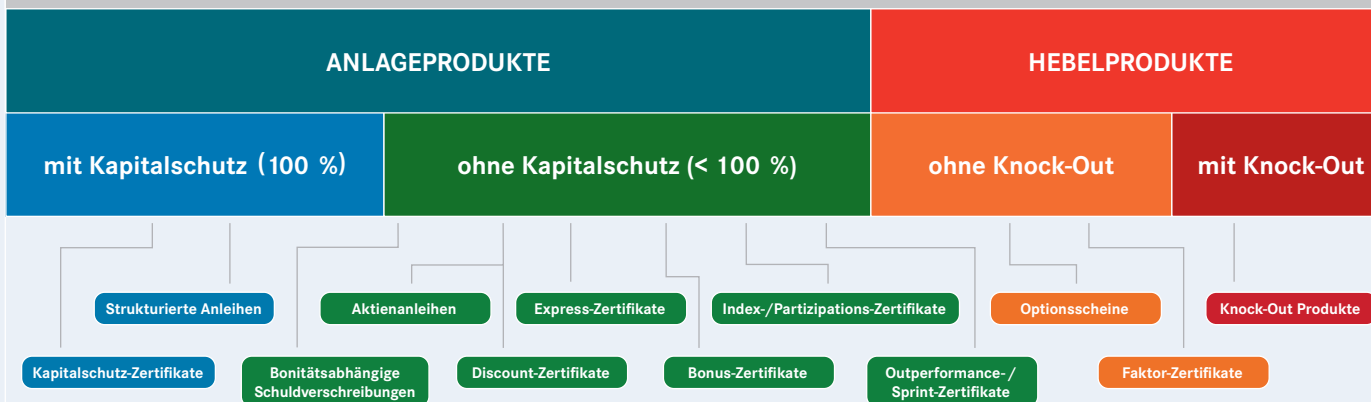 ANLAGEPRODUKTE
HEBELPRODUKTE
mit Kapitalschutz (100 %)
ohne Kapitalschutz (< 100 %)
ohne Knock-Out
mit Knock-Out
Strukturierte Anleihen
Aktienanleihen
Express-Zertifikate
Index-/Partizipations-Zertifikate
Optionsscheine
Knock-Out Produkte
Kapitalschutz-Zertifikate
Bonitätsabhängige
Schuldverschreibungen
Discount-Zertifikate
Bonus-Zertifikate
Outperformance-/
Sprint-Zertifikate
Faktor-Zertifikate